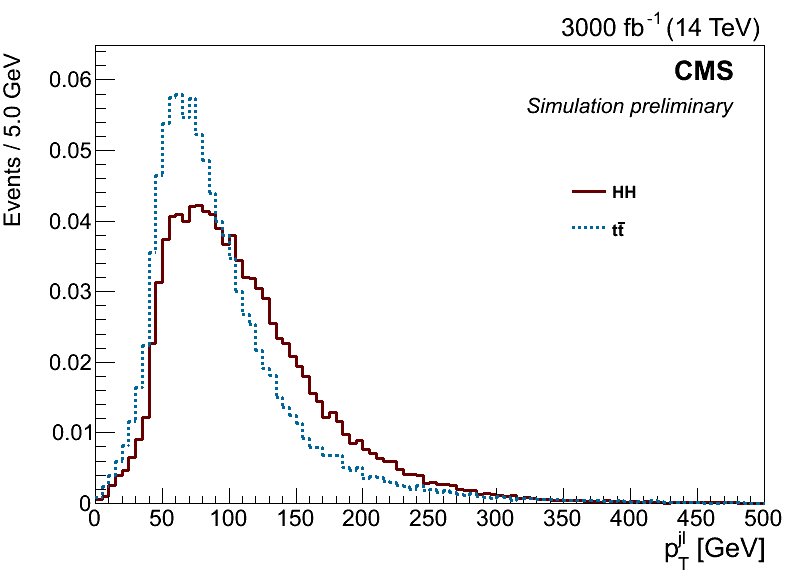 3000 fb⁻¹ (14 TeV)
CMS
Simulation preliminary
Events / 5.0 GeV
HH
tt̄
0.06
0.05
0.04
0.03
0.02
0.01
0
0 50 100 150 200 250 300 350 400 450 500
p_T^jl [GeV]